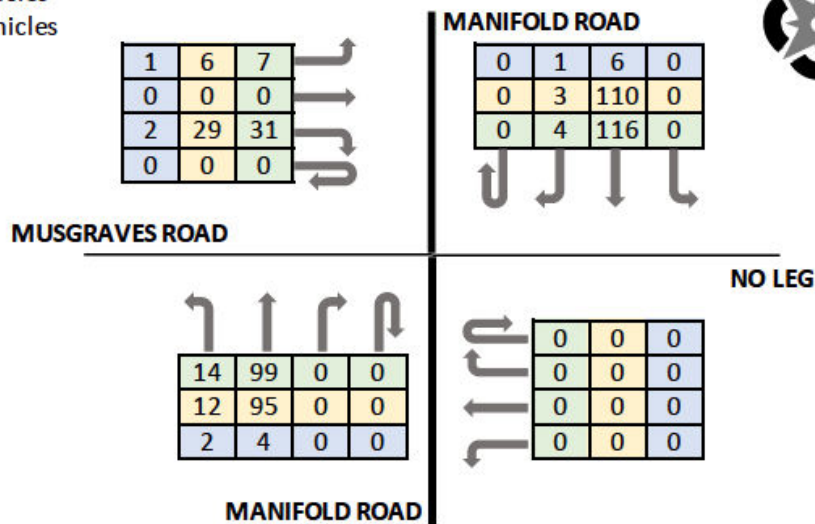 hicles
MANIFOLD ROAD
1 6 7
0 0 0
2 29 31
0 0 0
0 1 6 0
0 3 110 0
0 4 116 0
MUSGRAVES ROAD
NO LEG
14 99 0 0
12 95 0 0
2 4 0 0
0 0 0
0 0 0
0 0 0
0 0 0
MANIFOLD ROAD